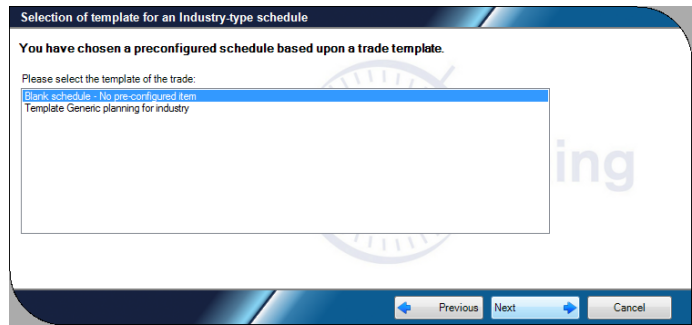 Selection of template for an Industry-type schedule
You have chosen a preconfigured schedule based upon a trade template.
Please select the template of the trade:
Blank schedule - No pre-configured item
Template Generic planning for industry
ing
Previous Next Cancel